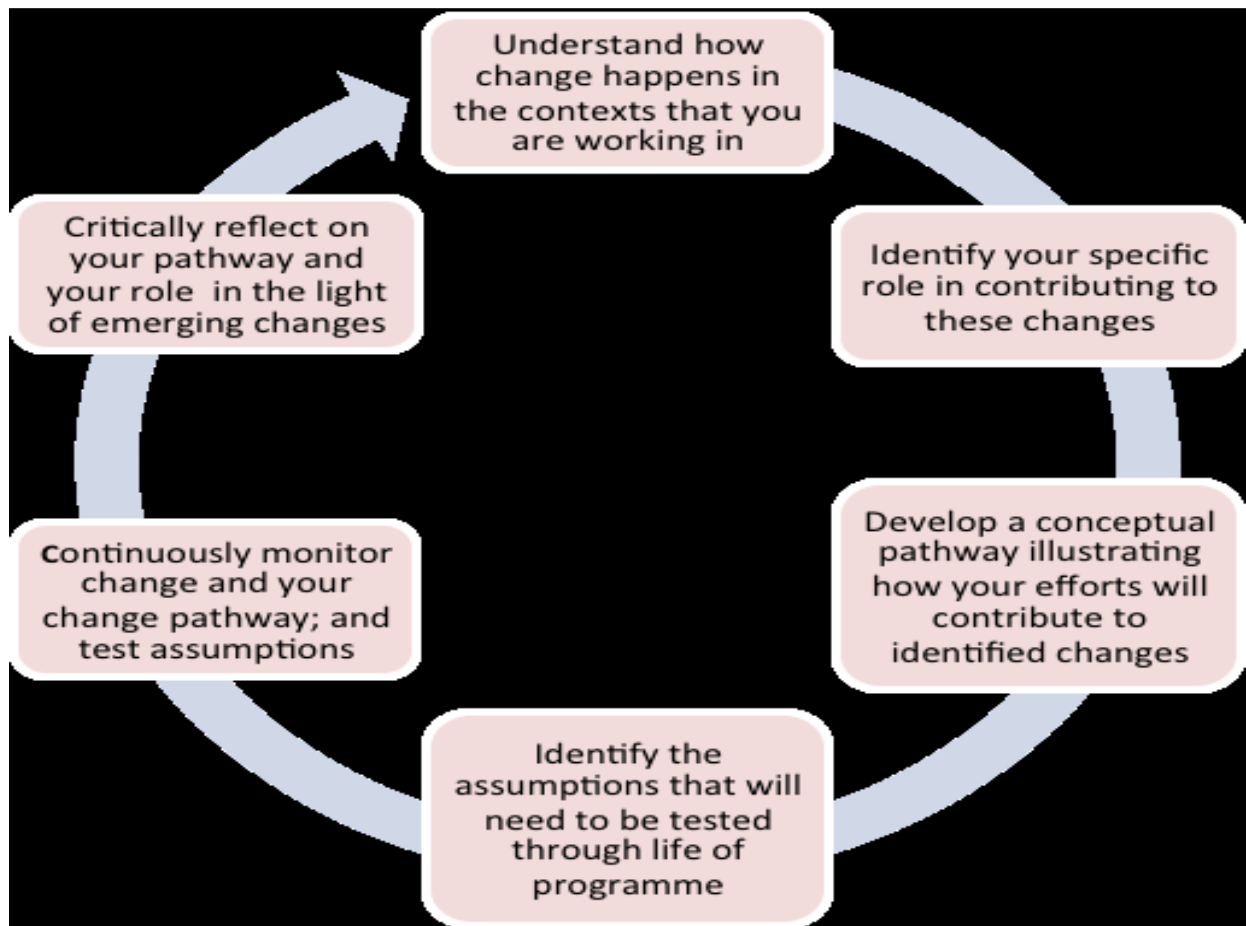 Understand how
change happens in
the contexts that you
are working in
Identify your specific
role in contributing to
these changes
Develop a conceptual
pathway illustrating
how your efforts will
contribute to
identified changes
Identify the
assumptions that will
need to be tested
through life of
programme
continuously monitor
change and your
change pathway; and
test assumptions
Critically reflect on
your pathway and
your role  in the light
of emerging changes